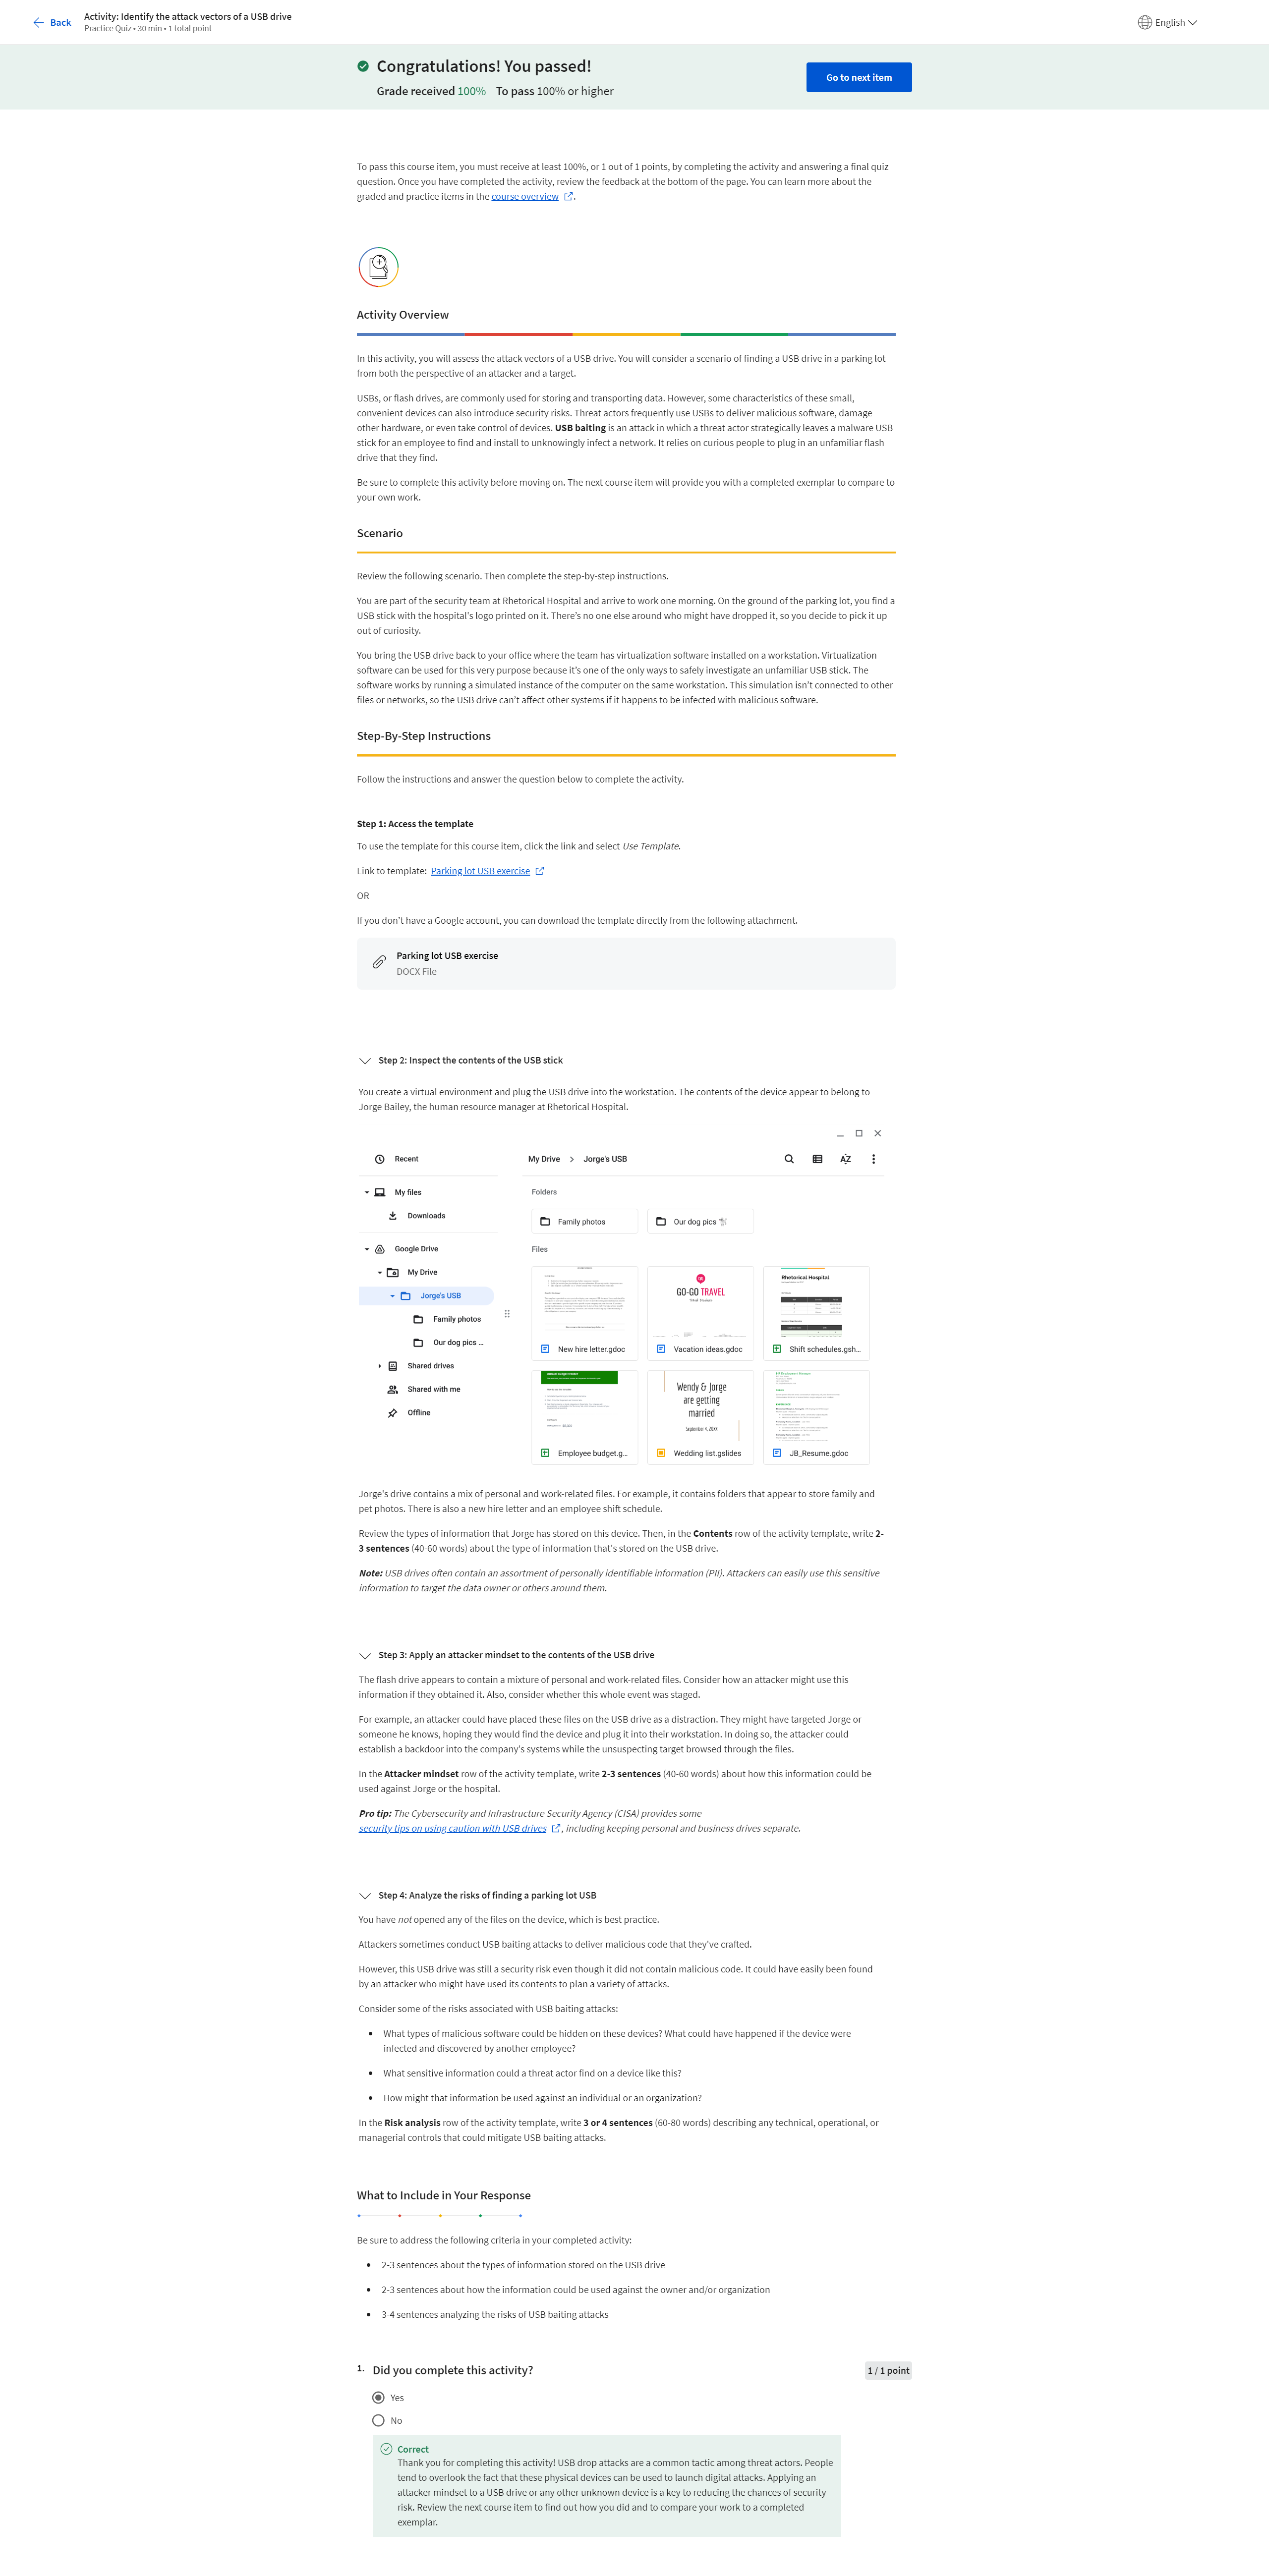 Back
Activity: Identify the attack vectors of a USB drive
Practice Quiz • 30 min • 1 total point
English
Congratulations! You passed!
Grade received 100% To pass 100% or higher
Go to next item
To pass this course item, you must receive at least 100%, or 1 out of 1 points, by completing the activity and answering a final quiz
question. Once you have completed the activity, review the feedback at the bottom of the page. You can learn more about the
graded and practice items in the course overview.
Activity Overview
In this activity, you will assess the attack vectors of a USB drive. You will consider a scenario of finding a USB drive in a parking lot
from both the perspective of an attacker and a target.
USBs, or flash drives, are commonly used for storing and transporting data. However, some characteristics of these small,
convenient devices can also introduce security risks. Threat actors frequently use USBs to deliver malicious software, damage
other hardware, or even take control of devices. USB baiting is an attack in which a threat actor strategically leaves a malware USB
stick for an employee to find and install to unknowingly infect a network. It relies on curious people to plug in an unfamiliar flash
drive that they find.
Be sure to complete this activity before moving on. The next course item will provide you with a completed exemplar to compare to
your own work.
Scenario
Review the following scenario. Then complete the step-by-step instructions.
You are part of the security team at Rhetorical Hospital and arrive to work one morning. On the ground of the parking lot, you find a
USB stick with the hospital's logo printed on it. There's no one else around who might have dropped it, so you decide to pick it up
out of curiosity.
You bring the USB drive back to your office where the team has virtualization software installed on a workstation. Virtualization
software can be used for this very purpose because it's one of the only ways to safely investigate an unfamiliar USB stick. The
software works by running a simulated instance of the computer on the same workstation. This simulation isn't connected to other
files or networks, so the USB drive can't affect other systems if it happens to be infected with malicious software.
Step-By-Step Instructions
Follow the instructions and answer the question below to complete the activity.
Step 1: Access the template
To use the template for this course item, click the link and select Use Template.
Link to template: Parking lot USB exercise
OR
If you don't have a Google account, you can download the template directly from the following attachment.
Parking lot USB exercise
DOCX File
Step 2: Inspect the contents of the USB stick
You create a virtual environment and plug the USB drive into the workstation. The contents of the device appear to belong to
Jorge Bailey, the human resource manager at Rhetorical Hospital.
Recent
My files
Downloads
Google Drive
My Drive
Jorge's USB
Family photos
Our dog pics ...
Shared drives
Shared with me
Offline
My Drive > Jorge's USB
AZ
Folders
Family photos
Our dog pics
Files
GO-GO TRAVEL
Rhetorical Hospital
New hire letter.gdoc
Vacation ideas.gdoc
Shift schedules.gsh...
Wendy & Jorge
are getting
married
September 4, 20XX
Employee budget.g...
Wedding list.gslides
JB_Resume.gdoc
Jorge's drive contains a mix of personal and work-related files. For example, it contains folders that appear to store family and
pet photos. There is also a new hire letter and an employee shift schedule.
Review the types of information that Jorge has stored on this device. Then, in the Contents row of the activity template, write 2-
3 sentences (40-60 words) about the type of information that's stored on the USB drive.
Note: USB drives often contain an assortment of personally identifiable information (PII). Attackers can easily use this sensitive
information to target the data owner or others around them.
Step 3: Apply an attacker mindset to the contents of the USB drive
The flash drive appears to contain a mixture of personal and work-related files. Consider how an attacker might use this
information if they obtained it. Also, consider whether this whole event was staged.
For example, an attacker could have placed these files on the USB drive as a distraction. They might have targeted Jorge or
someone he knows, hoping they would find the device and plug it into their workstation. In doing so, the attacker could
establish a backdoor into the company's systems while the unsuspecting target browsed through the files.
In the Attacker mindset row of the activity template, write 2-3 sentences (40-60 words) about how this information could be
used against Jorge or the hospital.
Pro tip: The Cybersecurity and Infrastructure Security Agency (CISA) provides some
security tips on using caution with USB drives, including keeping personal and business drives separate.
Step 4: Analyze the risks of finding a parking lot USB
You have not opened any of the files on the device, which is best practice.
Attackers sometimes conduct USB baiting attacks to deliver malicious code that they've crafted.
However, this USB drive was still a security risk even though it did not contain malicious code. It could have easily been found
by an attacker who might have used its contents to plan a variety of attacks.
Consider some of the risks associated with USB baiting attacks:
• What types of malicious software could be hidden on these devices? What could have happened if the device were
infected and discovered by another employee?
• What sensitive information could a threat actor find on a device like this?
• How might that information be used against an individual or an organization?
In the Risk analysis row of the activity template, write 3 or 4 sentences (60-80 words) describing any technical, operational, or
managerial controls that could mitigate USB baiting attacks.
What to Include in Your Response
Be sure to address the following criteria in your completed activity:
• 2-3 sentences about the types of information stored on the USB drive
• 2-3 sentences about how the information could be used against the owner and/or organization
• 3-4 sentences analyzing the risks of USB baiting attacks
1. Did you complete this activity?
1 / 1 point
Yes
No
Correct
Thank you for completing this activity! USB drop attacks are a common tactic among threat actors. People
tend to overlook the fact that these physical devices can be used to launch digital attacks. Applying an
attacker mindset to a USB drive or any other unknown device is a key to reducing the chances of security
risk. Review the next course item to find out how you did and to compare your work to a completed
exemplar.